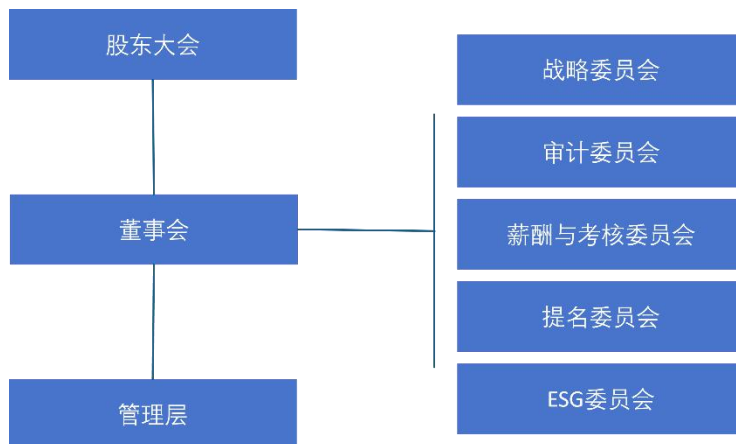 股东大会
董事会
管理层
战略委员会
审计委员会
薪酬与考核委员会
提名委员会
ESG委员会